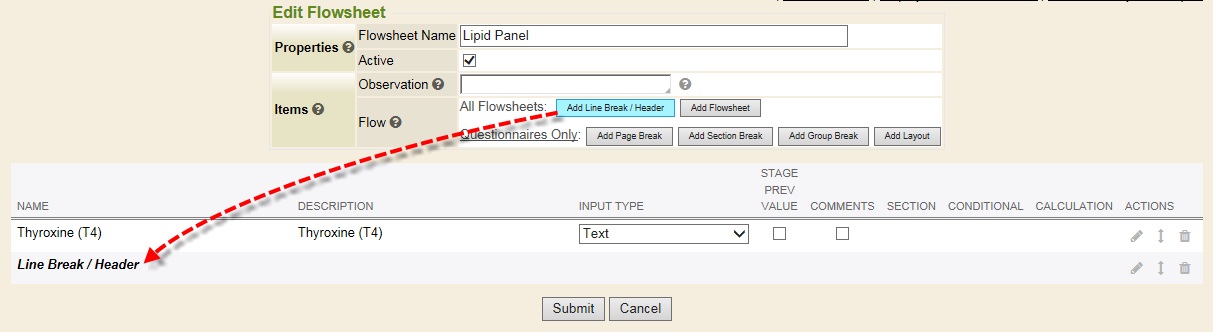 Edit Flowsheet
Properties ? Flowsheet Name Lipid Panel
Active
Items ? Observation ? ?
Flow ? All Flowsheets: Add Line Break / Header Add Flowsheet
Questionnaires Only: Add Page Break Add Section Break Add Group Break Add Layout
NAME DESCRIPTION INPUT TYPE STAGE PREV VALUE COMMENTS SECTION CONDITIONAL CALCULATION ACTIONS
Thyroxine (T4) Thyroxine (T4) Text
Line Break / Header
Submit Cancel